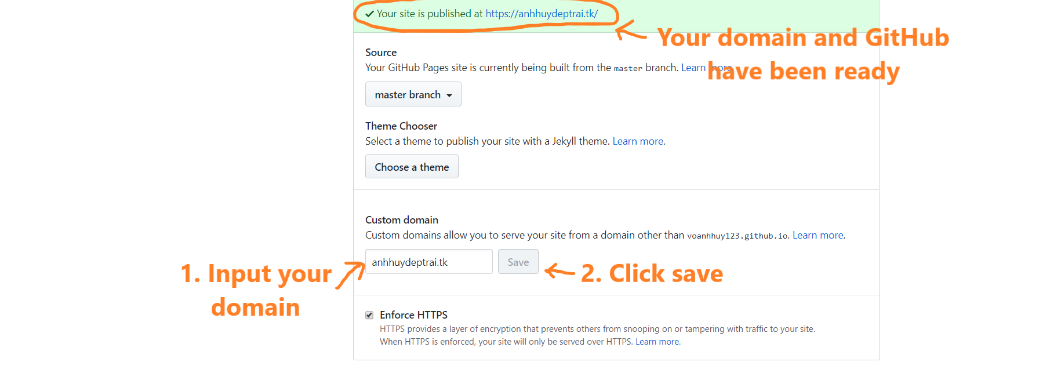 ✔ Your site is published at https://anhhuydeptrai.tk/
Your domain and GitHub
have been ready
Source
Your GitHub Pages site is currently being built from the master branch. Learn more.
master branch
Theme Chooser
Select a theme to publish your site with a Jekyll theme. Learn more.
Choose a theme
Custom domain
Custom domains allow you to serve your site from a domain other than voanhhuy123.github.io. Learn more.
anhhuydeptrai.tk Save
1. Input your
domain
2. Click save
Enforce HTTPS
HTTPS provides a layer of encryption that prevents others from snooping on or tampering with traffic to your site.
When HTTPS is enforced, your site will only be served over HTTPS. Learn more.